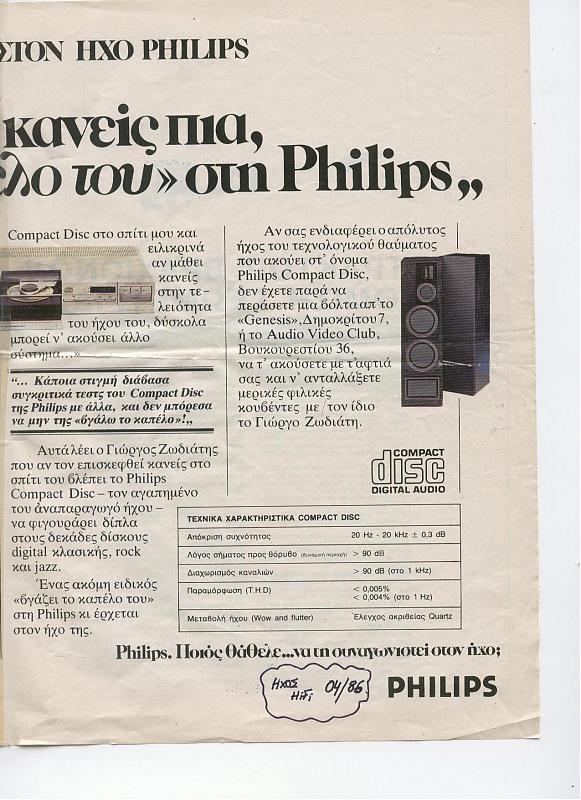 ΣΤΟΝ ΗΧΟ PHILIPS
κανείς πια,
έλο του» στη Philips„
Compact Disc στο σπίτι μου και
ειλικρινά
αν μάθει
κανείς
στην τε-
λειότητα
του ήχου του, δύσκολα
μπορεί ν' ακούσει άλλο
σύστημα...»
“... Κάποια στιγμή διάβασα
συγκριτικά τεστς του Compact Disc
της Philips με άλλα, και δεν μπόρεσα
να μην της «βγάλω το καπέλο»!„
Αυτά λέει ο Γιώργος Ζωδιάτης
που αν τον επισκεφθεί κανείς στο
σπίτι του βλέπει το Philips
Compact Disc – τον αγαπημένο
του αναπαραγωγό ήχου –
να φιγουράρει δίπλα
στους δεκάδες δίσκους
digital κλασικής, rock
και jazz.
Ένας ακόμη ειδικός
«βγάζει το καπέλο του»
στη Philips κι έρχεται
στον ήχο της.
Αν σας ενδιαφέρει ο απόλυτος
ήχος του τεχνολογικού θαύματος
που ακούει στ' όνομα
Philips Compact Disc,
δεν έχετε παρά να
περάσετε μια βόλτα απ'το
«Genesis», Δημοκρίτου 7,
ή το Audio Video Club,
Βουκουρεστίου 36,
να τ' ακούσετε με τ'αφτιά
σας και ν' ανταλλάξετε
μερικές φιλικές
κουβέντες με τον ίδιο
το Γιώργο Ζωδιάτη.
COMPACT
disc
DIGITAL AUDIO
ΤΕΧΝΙΚΑ ΧΑΡΑΚΤΗΡΙΣΤΙΚΑ COMPACT DISC
Απόκριση συχνότητας 20 Hz - 20 kHz ± 0,3 dB
Λόγος σήματος προς θόρυβο (δυναμική περιοχή) > 90 dB
Διαχωρισμός καναλιών > 90 dB (στο 1 kHz)
Παραμόρφωση (T.H.D) < 0,005%
< 0,004% (στο 1 Hz)
Μεταβολή ήχου (Wow and flutter) Έλεγχος ακριβείας Quartz
Philips. Ποιός θάθελε...να τη συναγωνιστεί στον ήχο;
ΗΧΟΣ
HiFi
04/86
PHILIPS